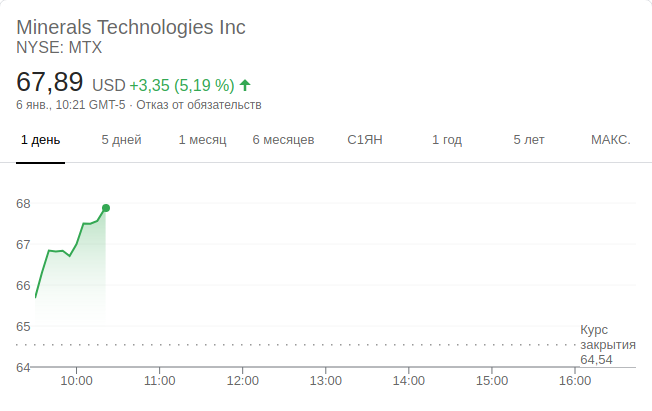 Minerals Technologies Inc
NYSE: MTX
67,89 USD +3,35 (5,19 %)
6 янв., 10:21 GMT-5 · Отказ от обязательств
1 день 5 дней 1 месяц 6 месяцев С1ЯН 1 год 5 лет МАКС.
68
67
66
65
Курс
закрытия
64,54
64
10:00 11:00 12:00 13:00 14:00 15:00 16:00